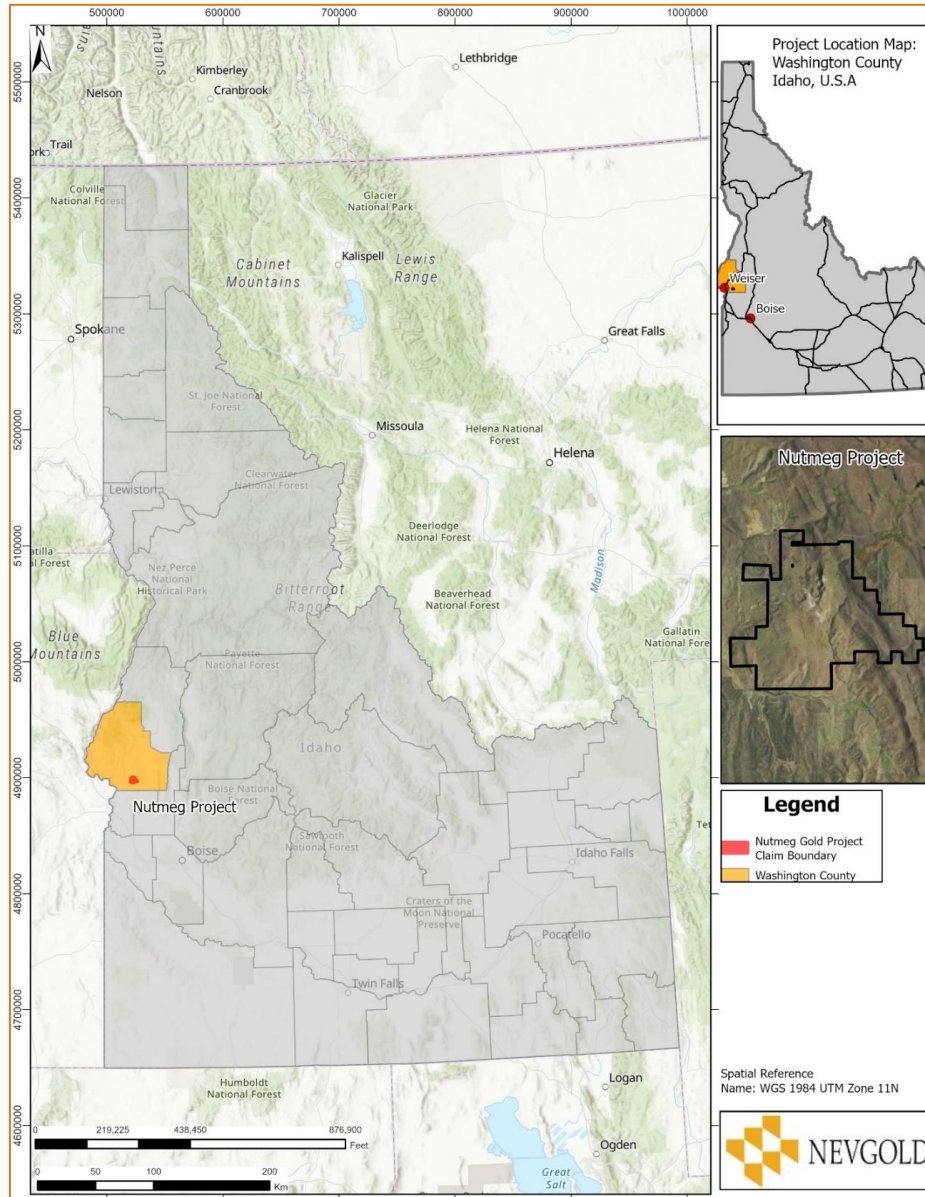 500000
600000
700000
800000
900000
1000000
N
Kimberley
Cranbrook
Nelson
Trail
Lethbridge
5500000
5400000
5300000
5200000
5100000
5000000
4900000
4800000
4700000
4600000
Colville
National Forest
Glacier
National Park
Kalispell
Lewis
Range
Cabinet
Mountains
Spokane
Great Falls
St. Joe National
Forest
Missoula
Helena National
Forest
Helena
Clearwater
National Forest
Lewiston
Deerlodge
National Forest
Nez Perce
National
Historical Park
Bitterroot
Range
Madison
Beaverhead
National Forest
Blue
Mountains
Gallatin
National Fore
Payette
National Forest
Idaho
Boise National
Forest
Nutmeg Project
Sawtooth
National Forest
Boise
Idaho Falls
Craters of the
Moon National
Preserve
Pocatello
Twin Falls
Humboldt
National Forest
Logan
Ogden
Great
Salt
0 219,225 438,450 876,900
Feet
0 50 100 200
Km
Project Location Map:
Washington County
Idaho, U.S.A
Weiser
Boise
Nutmeg Project
Legend
Nutmeg Gold Project
Claim Boundary
Washington County
Spatial Reference
Name: WGS 1984 UTM Zone 11N
NEVGOLD